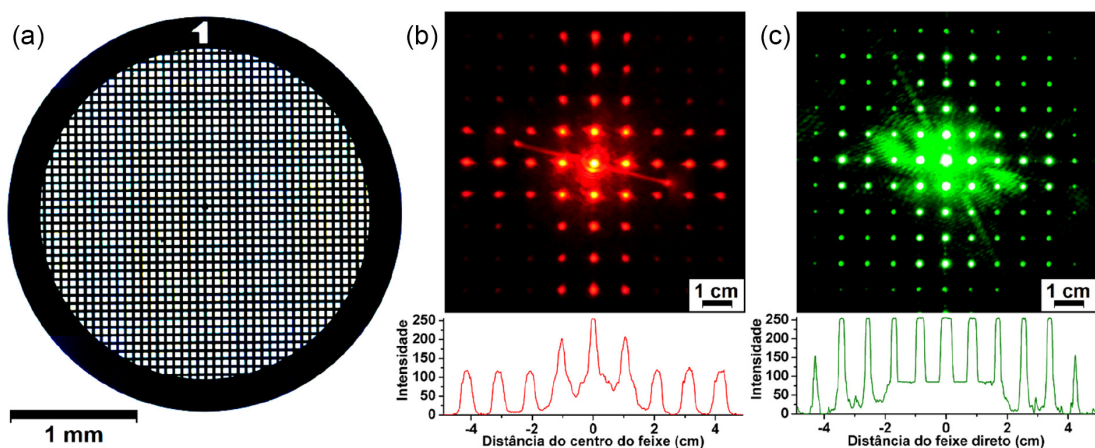 (a)
1
1 mm
(b)
1 cm
Intensidade
250
200
150
100
50
0
-4 -2 0 2 4
Distância do centro do feixe (cm)
(c)
1 cm
Intensidade
250
200
150
100
50
0
-4 -2 0 2 4
Distância do feixe direto (cm)